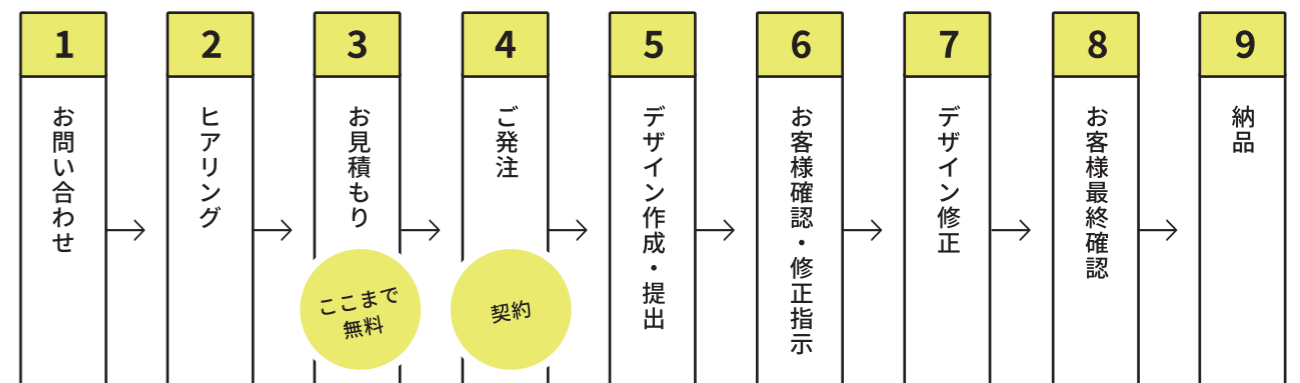 1
お問い合わせ
2
ヒアリング
3
お見積もり
ここまで
無料
4
ご発注
契約
5
デザイン作成・提出
6
お客様確認・修正指示
7
デザイン修正
8
お客様最終確認
9
納品